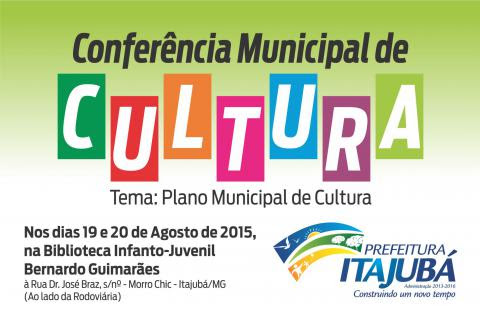 Conferência Municipal de
CULTURA
Tema: Plano Municipal de Cultura
Nos dias 19 e 20 de Agosto de 2015,
na Biblioteca Infanto-Juvenil
Bernardo Guimarães
à Rua Dr. José Braz, s/nº - Morro Chic - Itajubá/MG
(Ao lado da Rodoviária)
PREFEITURA
ITAJUBÁ
Administração 2013-2016
Construindo um novo tempo